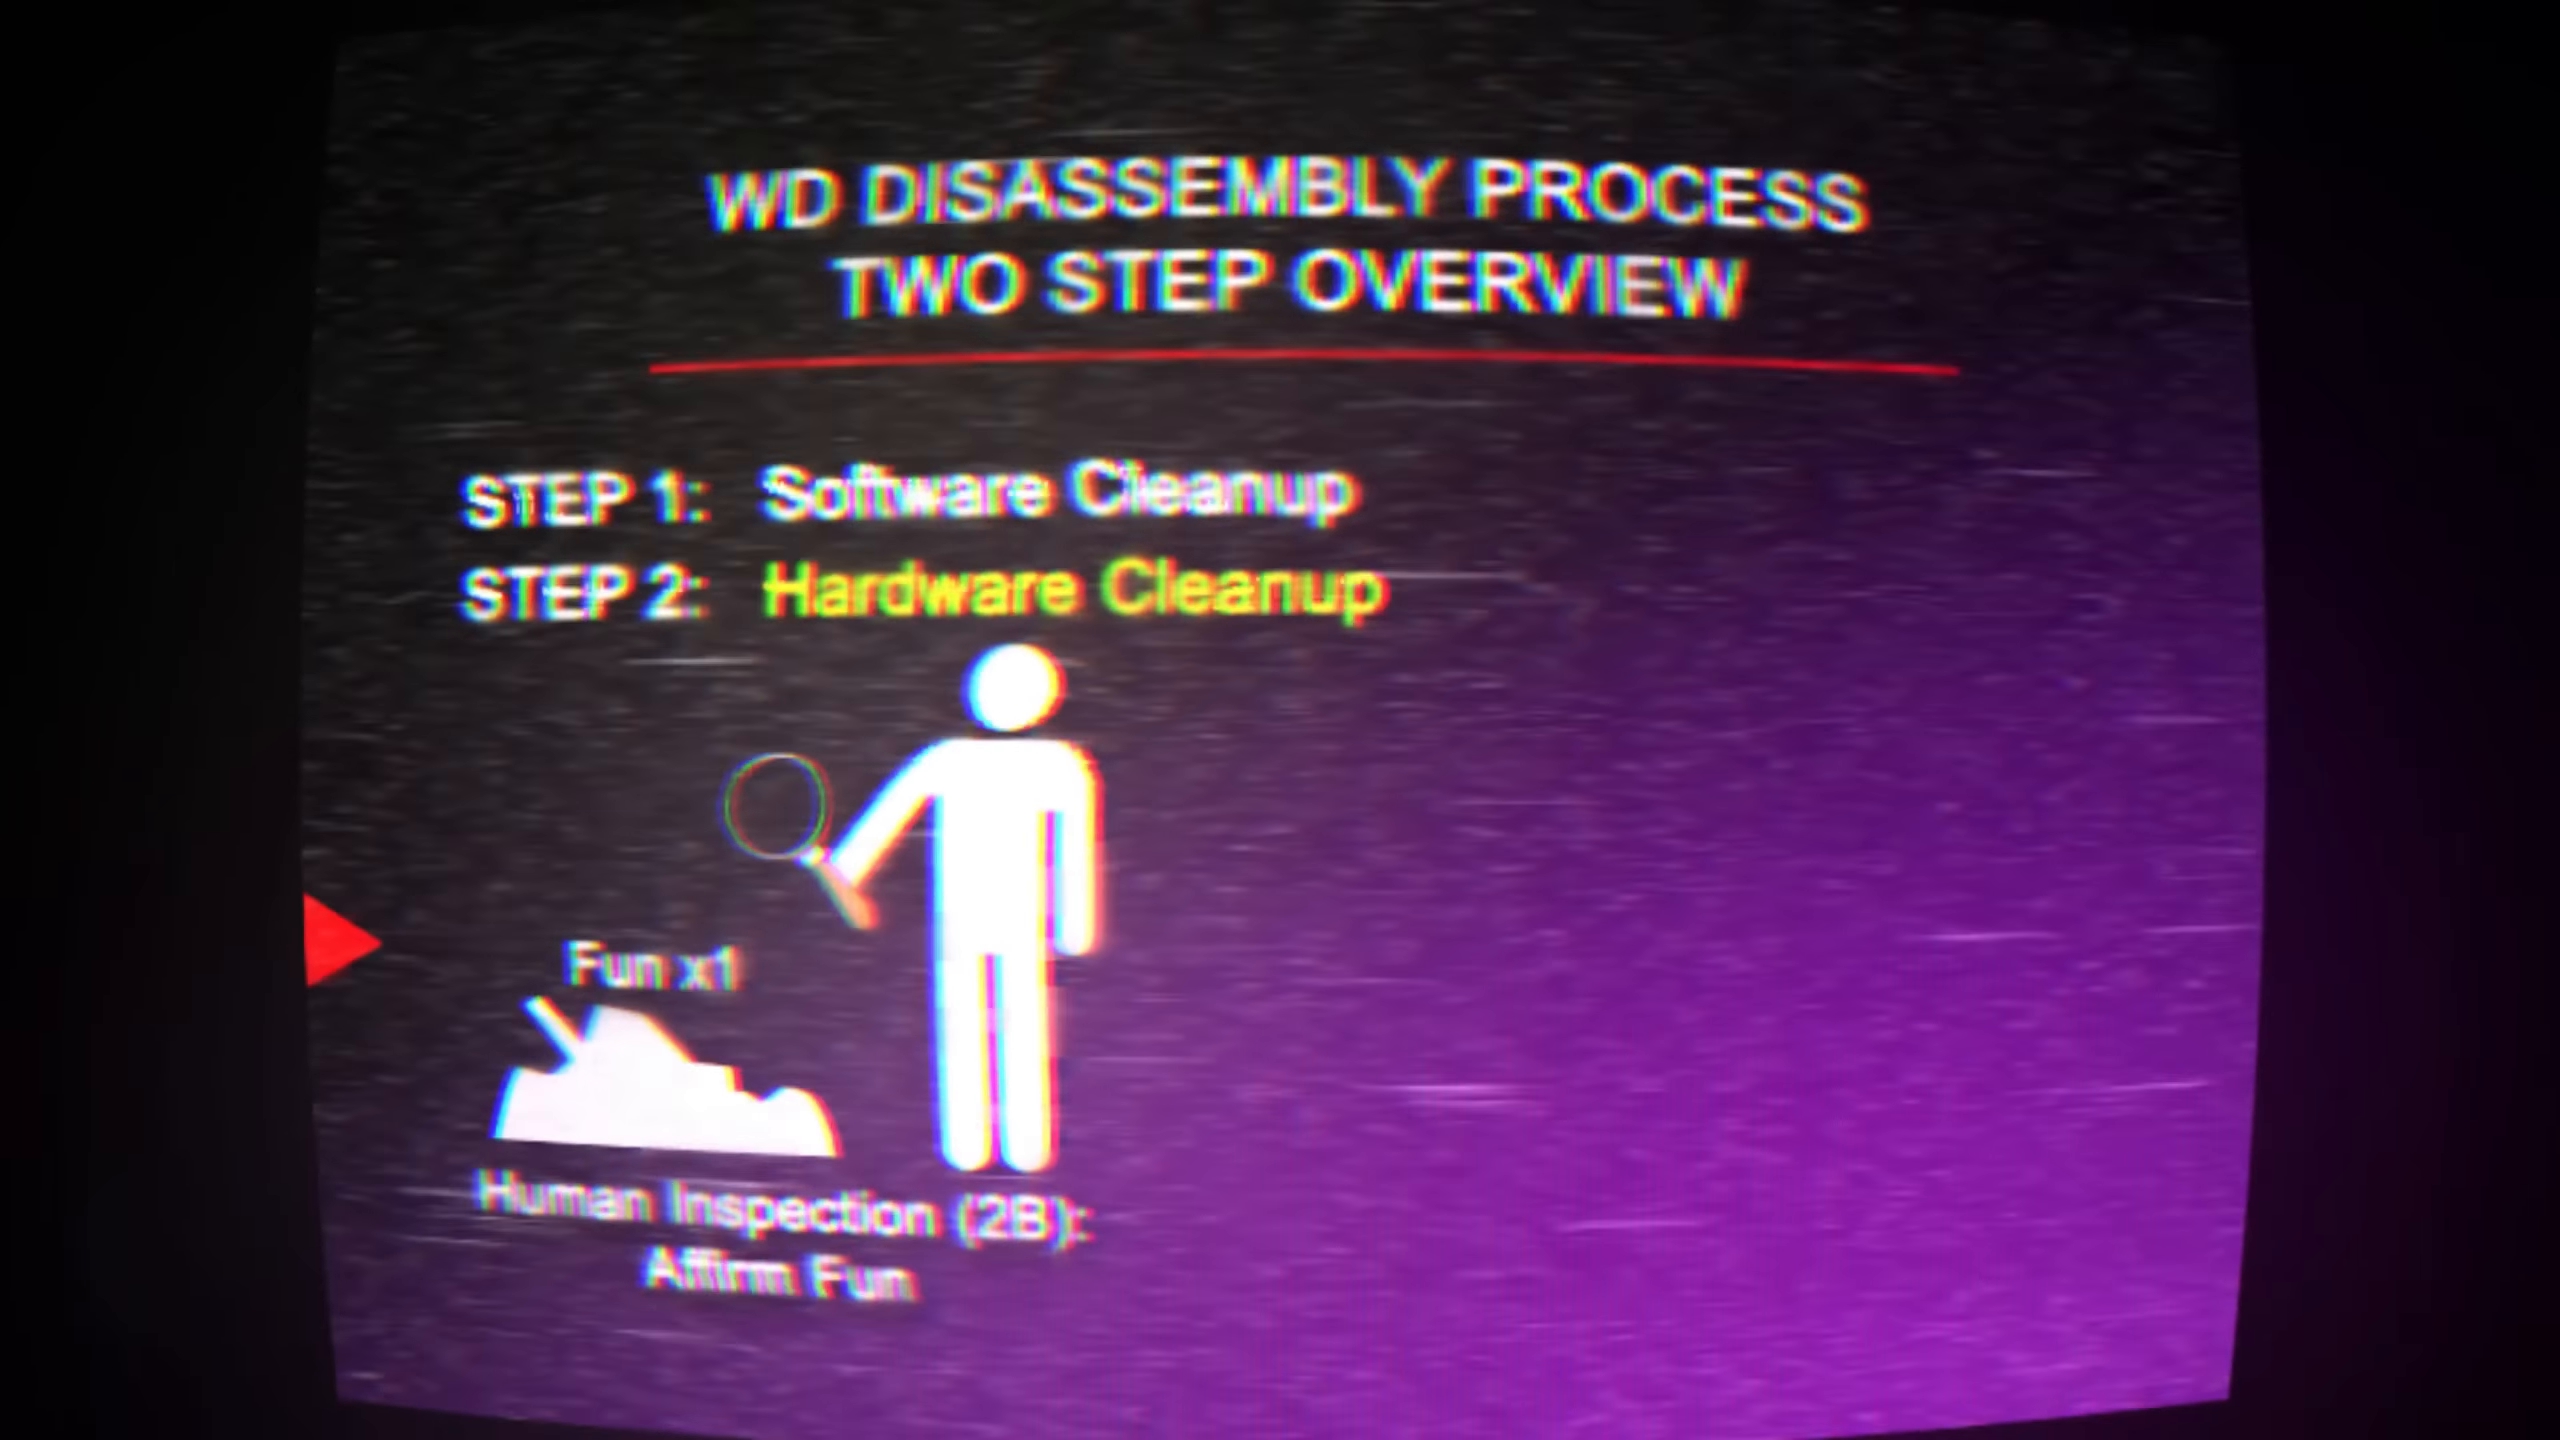 WD DISASSEMBLY PROCESS
TWO STEP OVERVIEW
STEP 1: Software Cleanup
STEP 2: Hardware Cleanup
Fun x1
Human Inspection (2B):
Affirm Fun